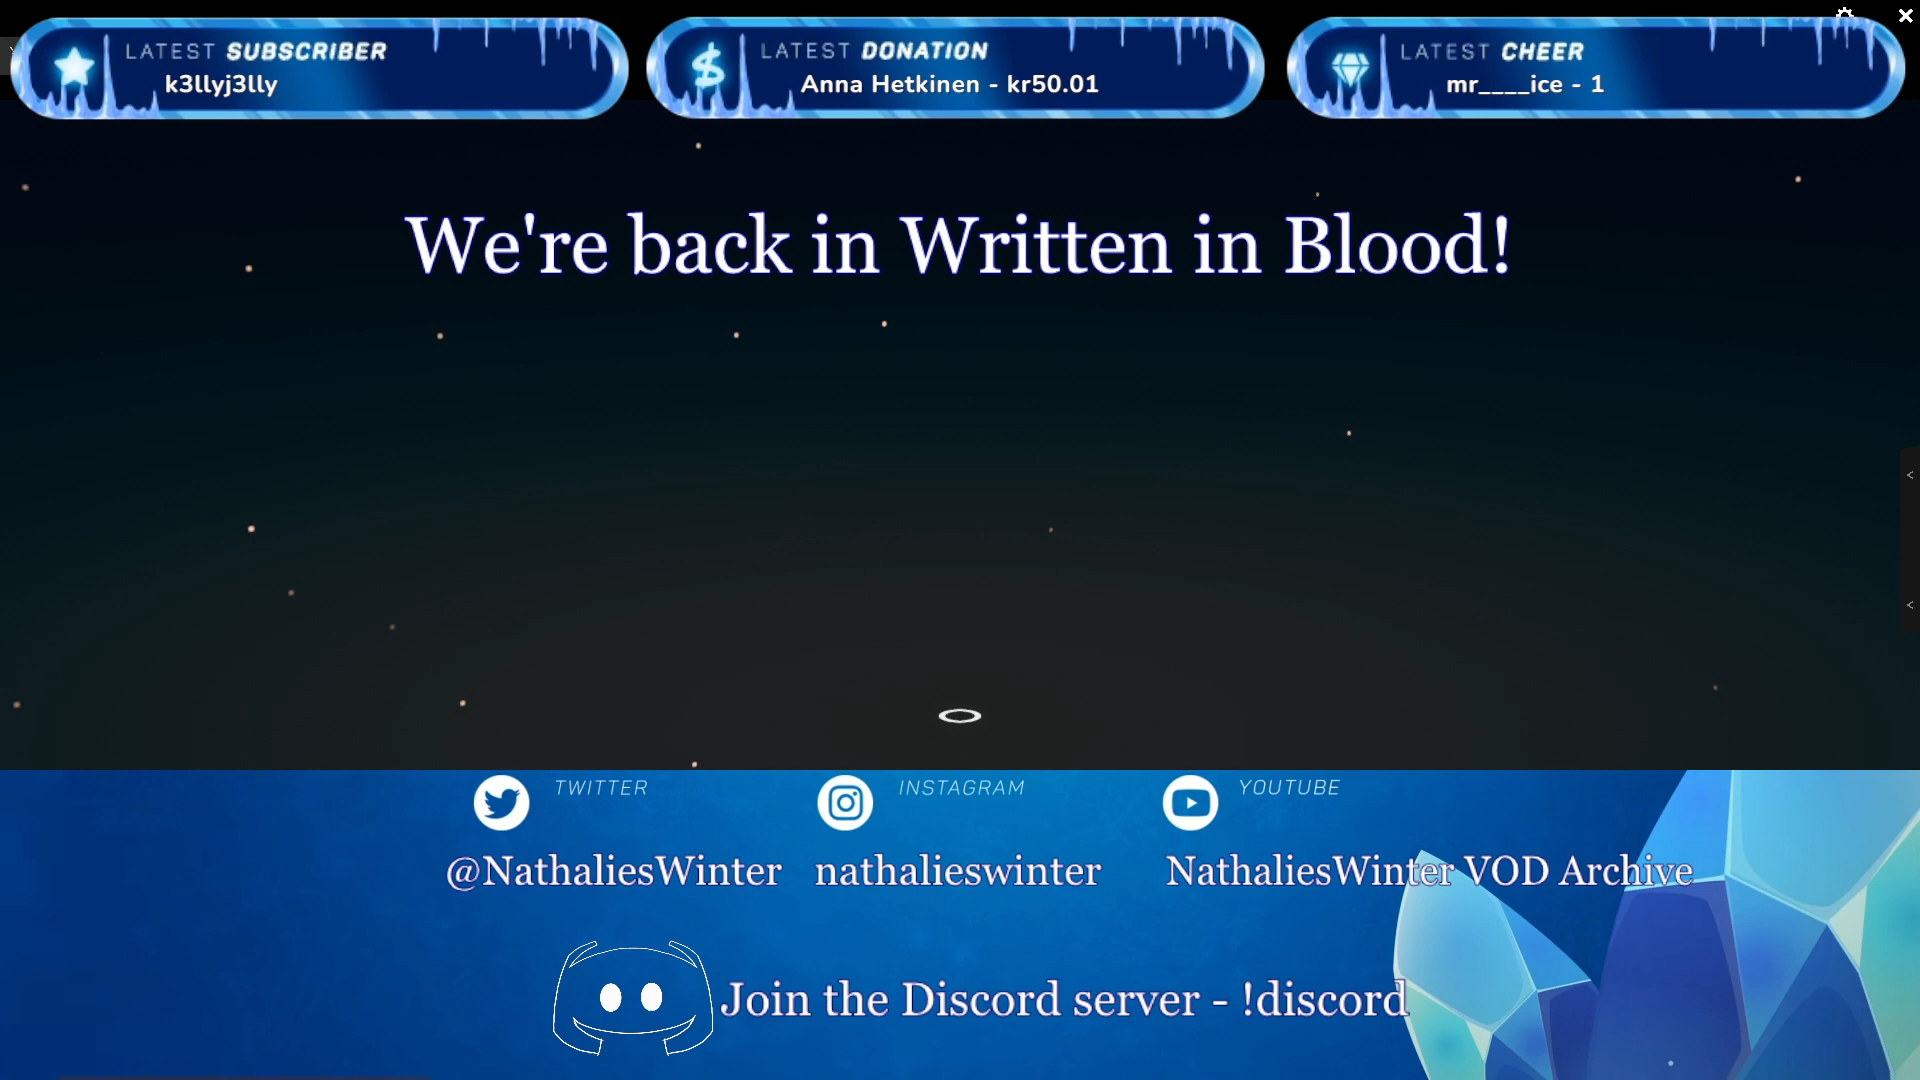 LATEST SUBSCRIBER
k3llyj3lly
LATEST DONATION
Anna Hetkinen - kr50.01
LATEST CHEER
mr____ice - 1
We're back in Written in Blood!
TWITTER
@NathaliesWinter
INSTAGRAM
nathalieswinter
YOUTUBE
NathaliesWinter VOD Archive
Join the Discord server - !discord